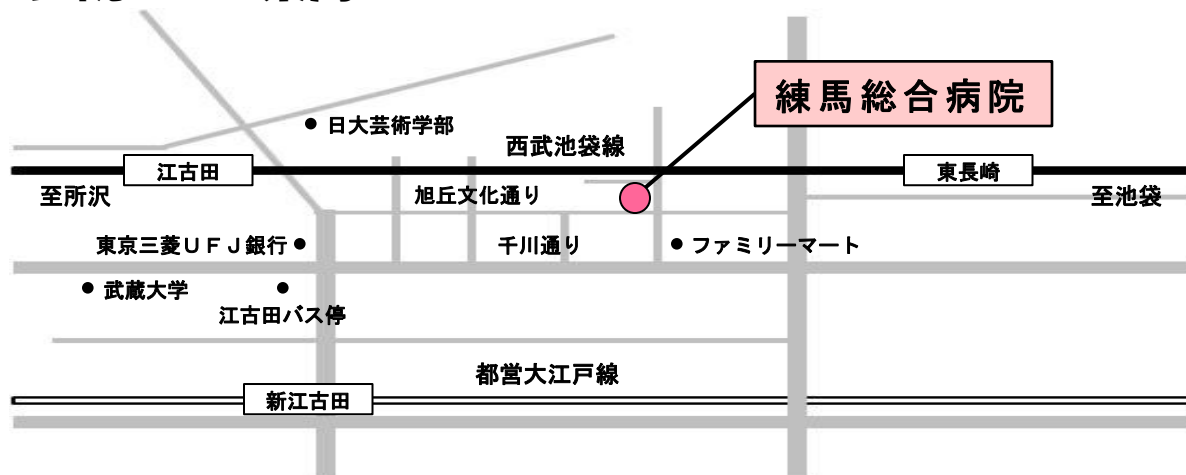 練馬総合病院
日大芸術学部
西武池袋線
江古田
東長崎
至所沢
旭丘文化通り
至池袋
東京三菱ＵＦＪ銀行
千川通り
ファミリーマート
武蔵大学
江古田バス停
都営大江戸線
新江古田